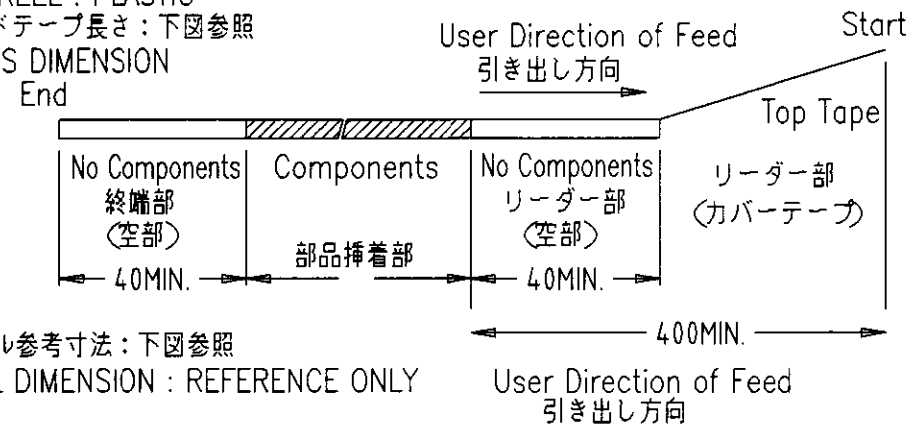 PLASTIC
テープ長さ：下図参照
S DIMENSION
User Direction of Feed
引き出し方向
Start
End
Top Tape
No Components
終端部
(空部)
Components
部品挿着部
No Components
リーダー部
(空部)
リーダー部
(カバーテープ)
40MIN.
40MIN.
400MIN.
参考寸法：下図参照
DIMENSION : REFERENCE ONLY
User Direction of Feed
引き出し方向